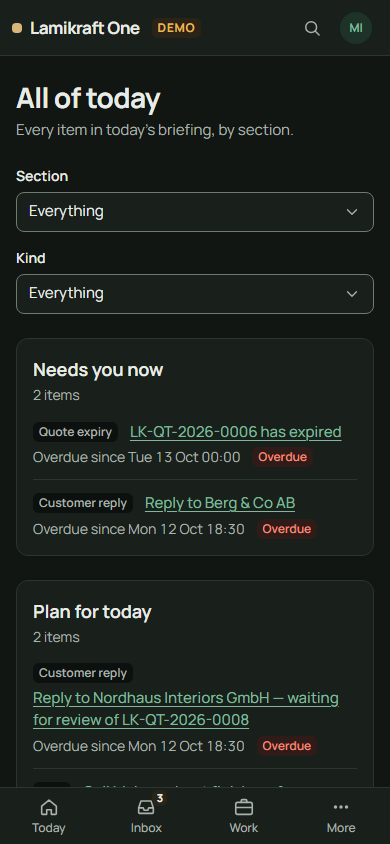 Lamikraft One DEMO MI
All of today
Every item in today's briefing, by section.
Section
Everything
Kind
Everything
Needs you now
2 items
Quote expiry LK-QT-2026-0006 has expired
Overdue since Tue 13 Oct 00:00 Overdue
Customer reply Reply to Berg & Co AB
Overdue since Mon 12 Oct 18:30 Overdue
Plan for today
2 items
Customer reply
Reply to Nordhaus Interiors GmbH — waiting
for review of LK-QT-2026-0008
Overdue since Mon 12 Oct 18:30 Overdue
3
Today Inbox Work More